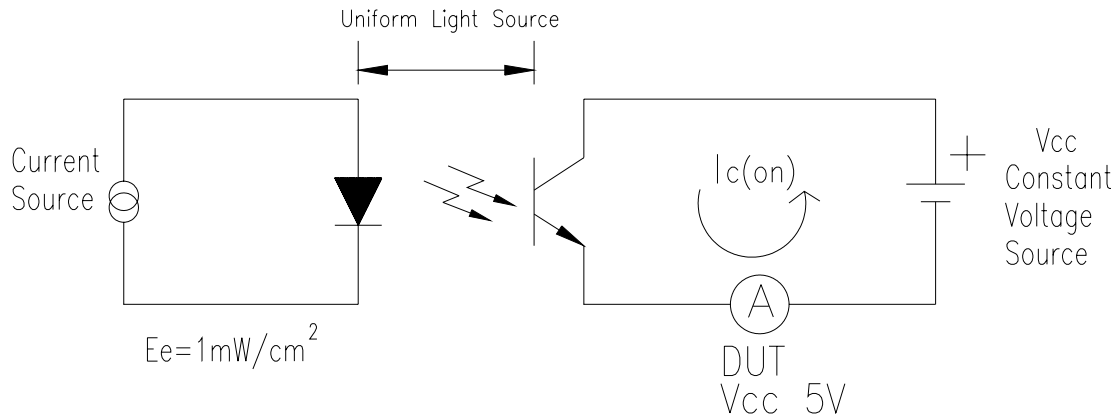 Uniform Light Source
Current
Source
Ic(on)
+
Vcc
Constant
Voltage
Source
A
Ee=1mW/cm²
DUT
Vcc 5V